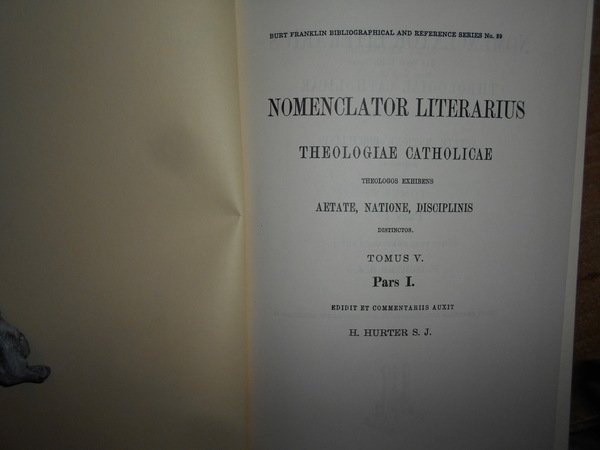 BURT FRANKLIN BIBLIOGRAPHICAL AND REFERENCE SERIES No. 89
NOMENCLATOR LITERARIUS
THEOLOGIAE CATHOLICAE
THEOLOGOS EXHIBENS
AETATE, NATIONE, DISCIPLINIS
DISTINCTOS.
TOMUS V.
Pars I.
EDIDIT ET COMMENTARIIS AUXIT
H. HURTER S. J.